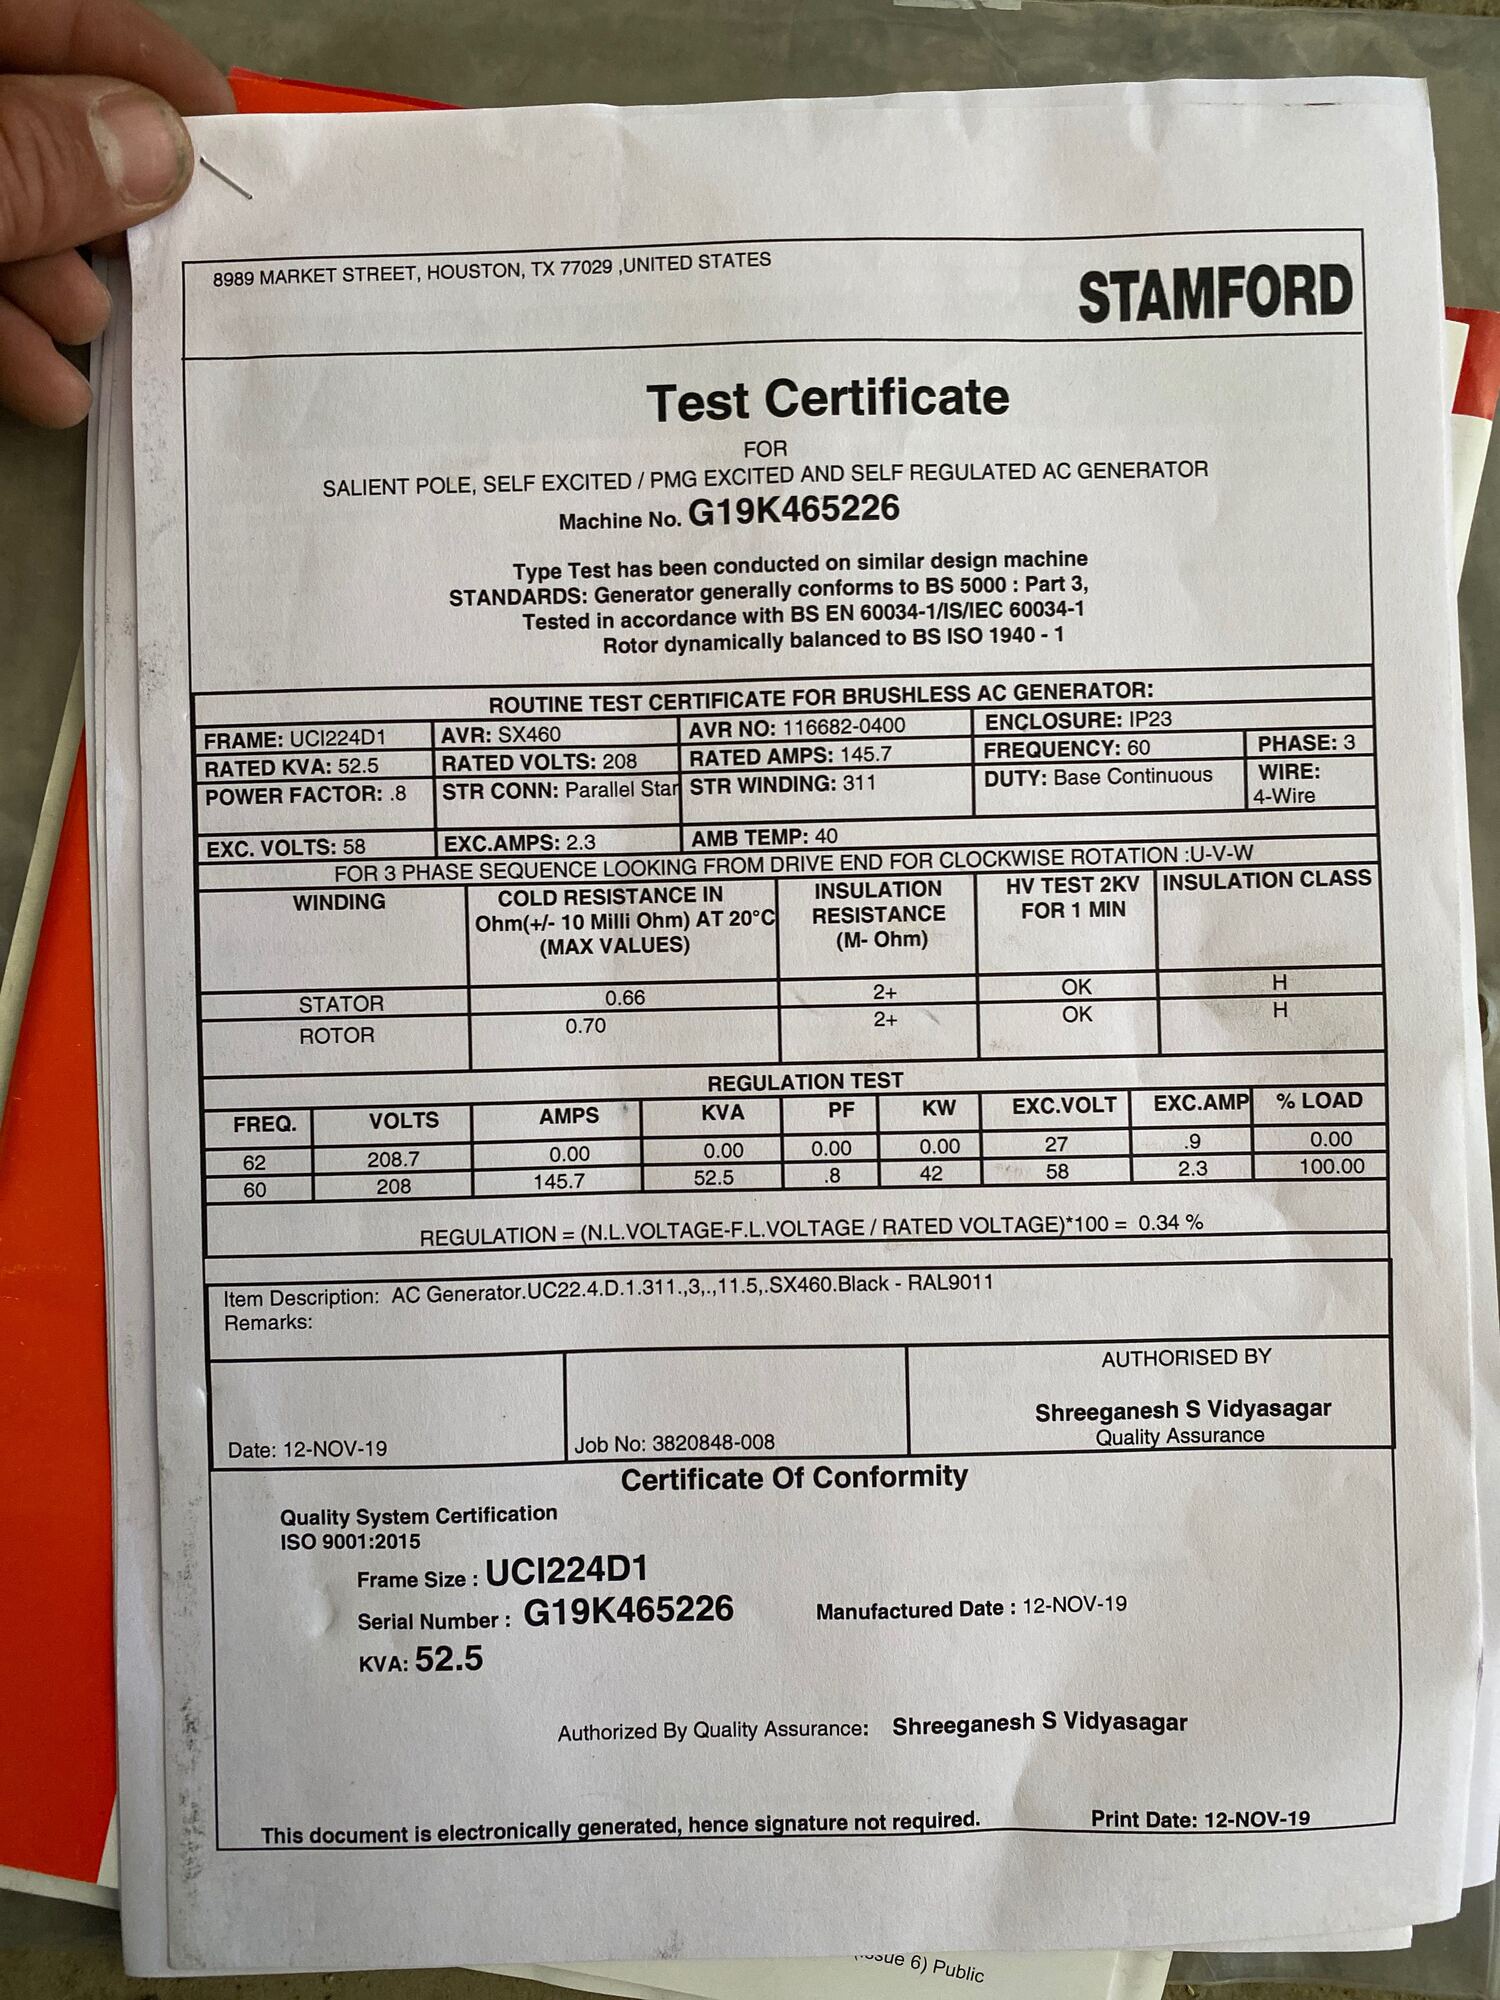 8989 MARKET STREET, HOUSTON, TX 77029 ,UNITED STATES
STAMFORD
Test Certificate
FOR
SALIENT POLE, SELF EXCITED / PMG EXCITED AND SELF REGULATED AC GENERATOR
Machine No. G19K465226
Type Test has been conducted on similar design machine
STANDARDS: Generator generally conforms to BS 5000 : Part 3,
Tested in accordance with BS EN 60034-1/IS/IEC 60034-1
Rotor dynamically balanced to BS ISO 1940 - 1
ROUTINE TEST CERTIFICATE FOR BRUSHLESS AC GENERATOR:
FRAME: UCI224D1 AVR: SX460 AVR NO: 116682-0400 ENCLOSURE: IP23
RATED KVA: 52.5 RATED VOLTS: 208 RATED AMPS: 145.7 FREQUENCY: 60 PHASE: 3
POWER FACTOR: .8 STR CONN: Parallel Star STR WINDING: 311 DUTY: Base Continuous WIRE:
4-Wire
EXC. VOLTS: 58 EXC.AMPS: 2.3 AMB TEMP: 40
FOR 3 PHASE SEQUENCE LOOKING FROM DRIVE END FOR CLOCKWISE ROTATION :U-V-W
WINDING COLD RESISTANCE IN INSULATION HV TEST 2KV INSULATION CLASS
Ohm(+/- 10 Milli Ohm) AT 20°C RESISTANCE FOR 1 MIN
(MAX VALUES) (M- Ohm)
STATOR 0.66 2+ OK H
ROTOR 0.70 2+ OK H
REGULATION TEST
FREQ. VOLTS AMPS KVA PF KW EXC.VOLT EXC.AMP % LOAD
62 208.7 0.00 0.00 0.00 0.00 27 .9 0.00
60 208 145.7 52.5 .8 42 58 2.3 100.00
REGULATION = (N.L.VOLTAGE-F.L.VOLTAGE / RATED VOLTAGE)*100 = 0.34 %
Item Description: AC Generator.UC22.4.D.1.311.,3,.,11.5,.SX460.Black - RAL9011
Remarks:
AUTHORISED BY
Shreeganesh S Vidyasagar
Date: 12-NOV-19 Job No: 3820848-008 Quality Assurance
Certificate Of Conformity
Quality System Certification
ISO 9001:2015
Frame Size : UCI224D1
Serial Number : G19K465226 Manufactured Date : 12-NOV-19
KVA: 52.5
Authorized By Quality Assurance: Shreeganesh S Vidyasagar
This document is electronically generated, hence signature not required. Print Date: 12-NOV-19
6) Public